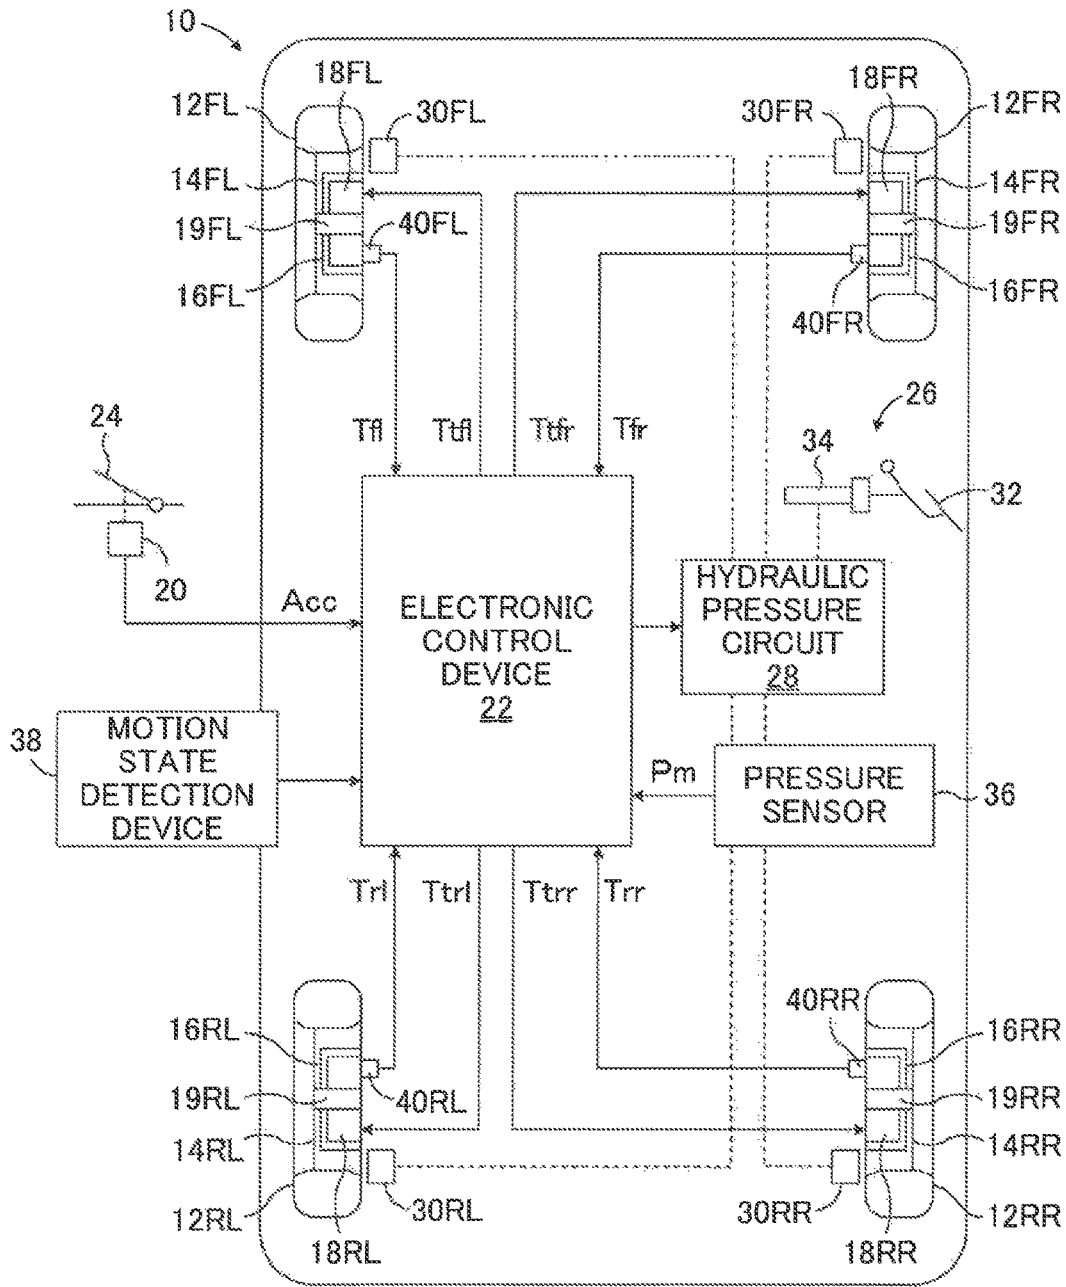 10
18FL
18FR
12FL
30FL
30FR
12FR
14FL
14FR
19FL
40FL
19FR
16FL
16FR
40FR
24
26
Tfl
Ttfl
Ttfr
Tfr
34
32
20
Acc
ELECTRONIC
CONTROL
DEVICE
22
HYDRAULIC
PRESSURE
CIRCUIT
28
38
MOTION
STATE
DETECTION
DEVICE
Pm
PRESSURE
SENSOR
36
Trl
Ttrl
Ttrr
Trr
40RR
16RL
16RR
19RL
40RL
19RR
14RL
14RR
12RL
30RL
30RR
12RR
18RL
18RR